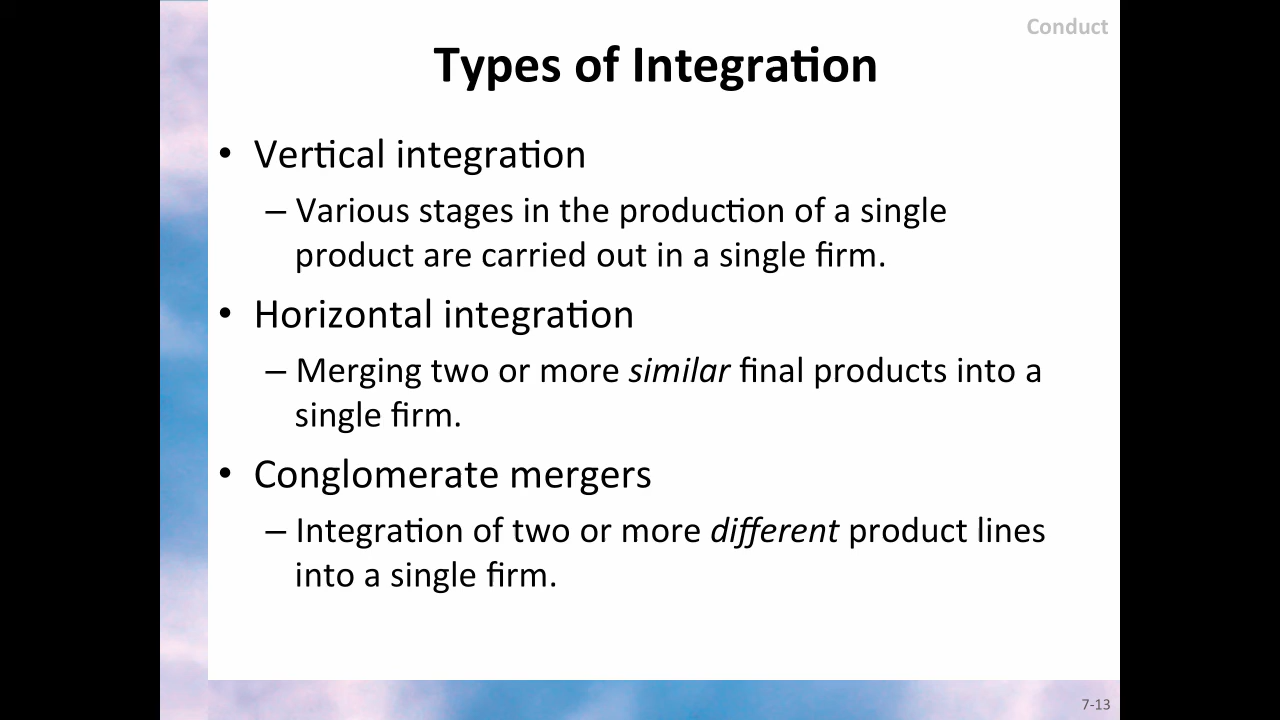 Conduct
Types of Integration
• Vertical integration
– Various stages in the production of a single
product are carried out in a single firm.
• Horizontal integration
– Merging two or more similar final products into a
single firm.
• Conglomerate mergers
– Integration of two or more different product lines
into a single firm.
7-13